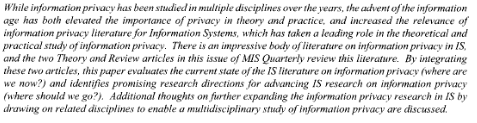 While information privacy has been studied in multiple disciplines over the years, the advent of the information
age has both elevated the importance of privacy in theory and practice, and increased the relevance of
information privacy literature for Information Systems, which has taken a leading role in the theoretical and
practical study of information privacy. There is an impressive body of literature on information privacy in IS,
and the two Theory and Review articles in this issue of MIS Quarterly review this literature. By integrating
these two articles, this paper evaluates the current state of the IS literature on information privacy (where are
we now?) and identifies promising research directions for advancing IS research on information privacy
(where should we go?). Additional thoughts on further expanding the information privacy research in IS by
drawing on related disciplines to enable a multidisciplinary study of information privacy are discussed.